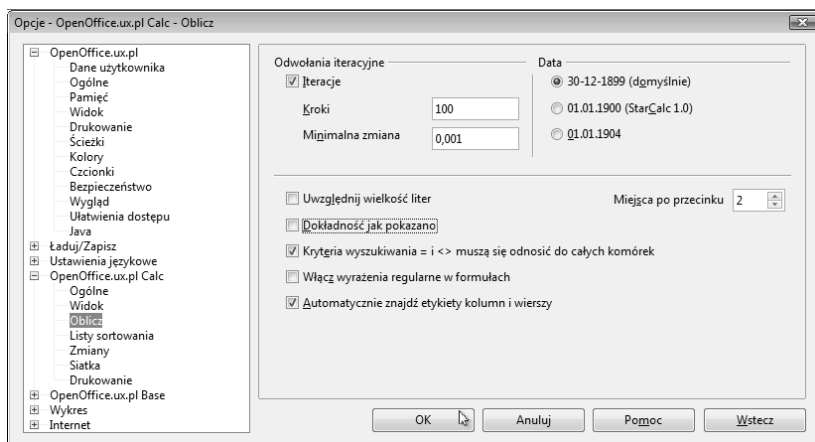 Opcje - OpenOffice.ux.pl Calc - Oblicz
OpenOffice.ux.pl
Dane użytkownika
Ogólne
Pamięć
Widok
Drukowanie
Ścieżki
Kolory
Czcionki
Bezpieczeństwo
Wygląd
Ułatwienia dostępu
Java
Ładuj/Zapisz
Ustawienia językowe
OpenOffice.ux.pl Calc
Ogólne
Widok
Oblicz
Listy sortowania
Zmiany
Siatka
Drukowanie
OpenOffice.ux.pl Base
Wykres
Internet
Odwołania iteracyjne
Iteracje
Kroki 100
Minimalna zmiana 0,001
Data
30-12-1899 (domyślnie)
01.01.1900 (StarCalc 1.0)
01.01.1904
Uwzględnij wielkość liter
Miejsca po przecinku 2
Dokładność jak pokazano
Kryteria wyszukiwania = i <> muszą się odnosić do całych komórek
Włącz wyrażenia regularne w formułach
Automatycznie znajdź etykiety kolumn i wierszy
OK Anuluj Pomoc Wstecz